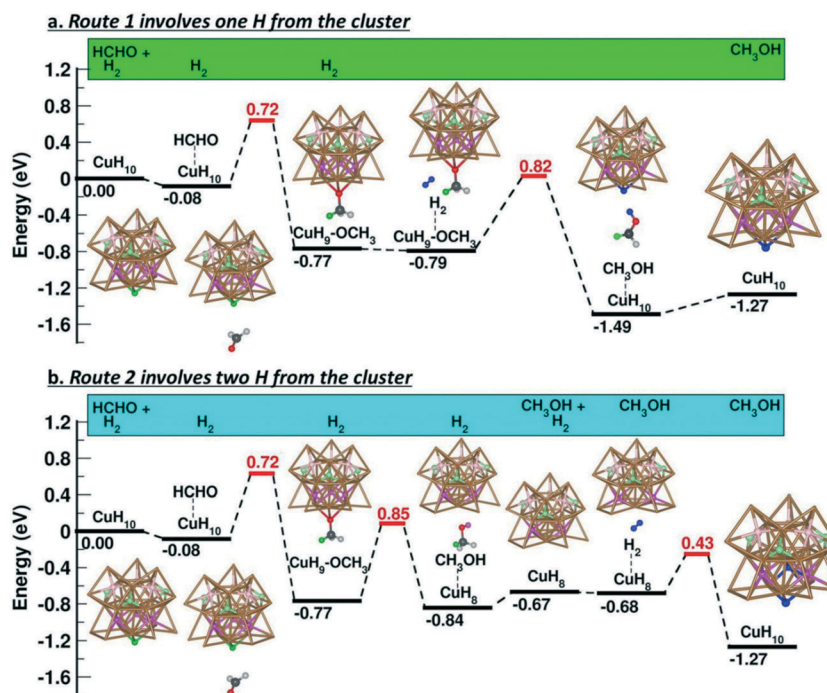 a. Route 1 involves one H from the cluster
HCHO +
H2
H2
H2
CH3OH
1.2
0.8
0.4
0
-0.4
-0.8
-1.2
-1.6
Energy (eV)
CuH10
0.00
HCHO
CuH10
-0.08
0.72
CuH9-OCH3
-0.77
H2
CuH9-OCH3
-0.79
0.82
CH3OH
CuH10
-1.49
CuH10
-1.27
b. Route 2 involves two H from the cluster
HCHO +
H2
H2
H2
H2
CH3OH +
H2
CH3OH
CH3OH
1.2
0.8
0.4
0
-0.4
-0.8
-1.2
-1.6
Energy (eV)
CuH10
0.00
HCHO
CuH10
-0.08
0.72
CuH9-OCH3
-0.77
0.85
CH3OH
CuH8
-0.84
CuH8
-0.67
H2
CuH8
-0.68
0.43
CuH10
-1.27